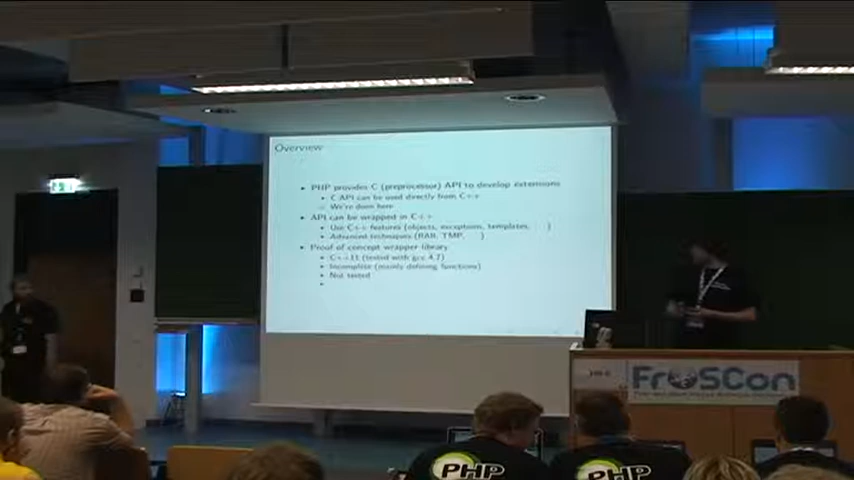 Overview
PHP provides C (preprocessor) API to develop extensions
C API can be used directly from C++
We're done here
API can be wrapped in C++
Use C++ features (objects, exceptions, templates, ...)
Advanced techniques (RAII, TMP, ...)
Proof of concept wrapper library
C++11 (tested with gcc 4.7)
Incomplete (mainly defining functions)
Not tested
FrOSCon
PHP
PHP